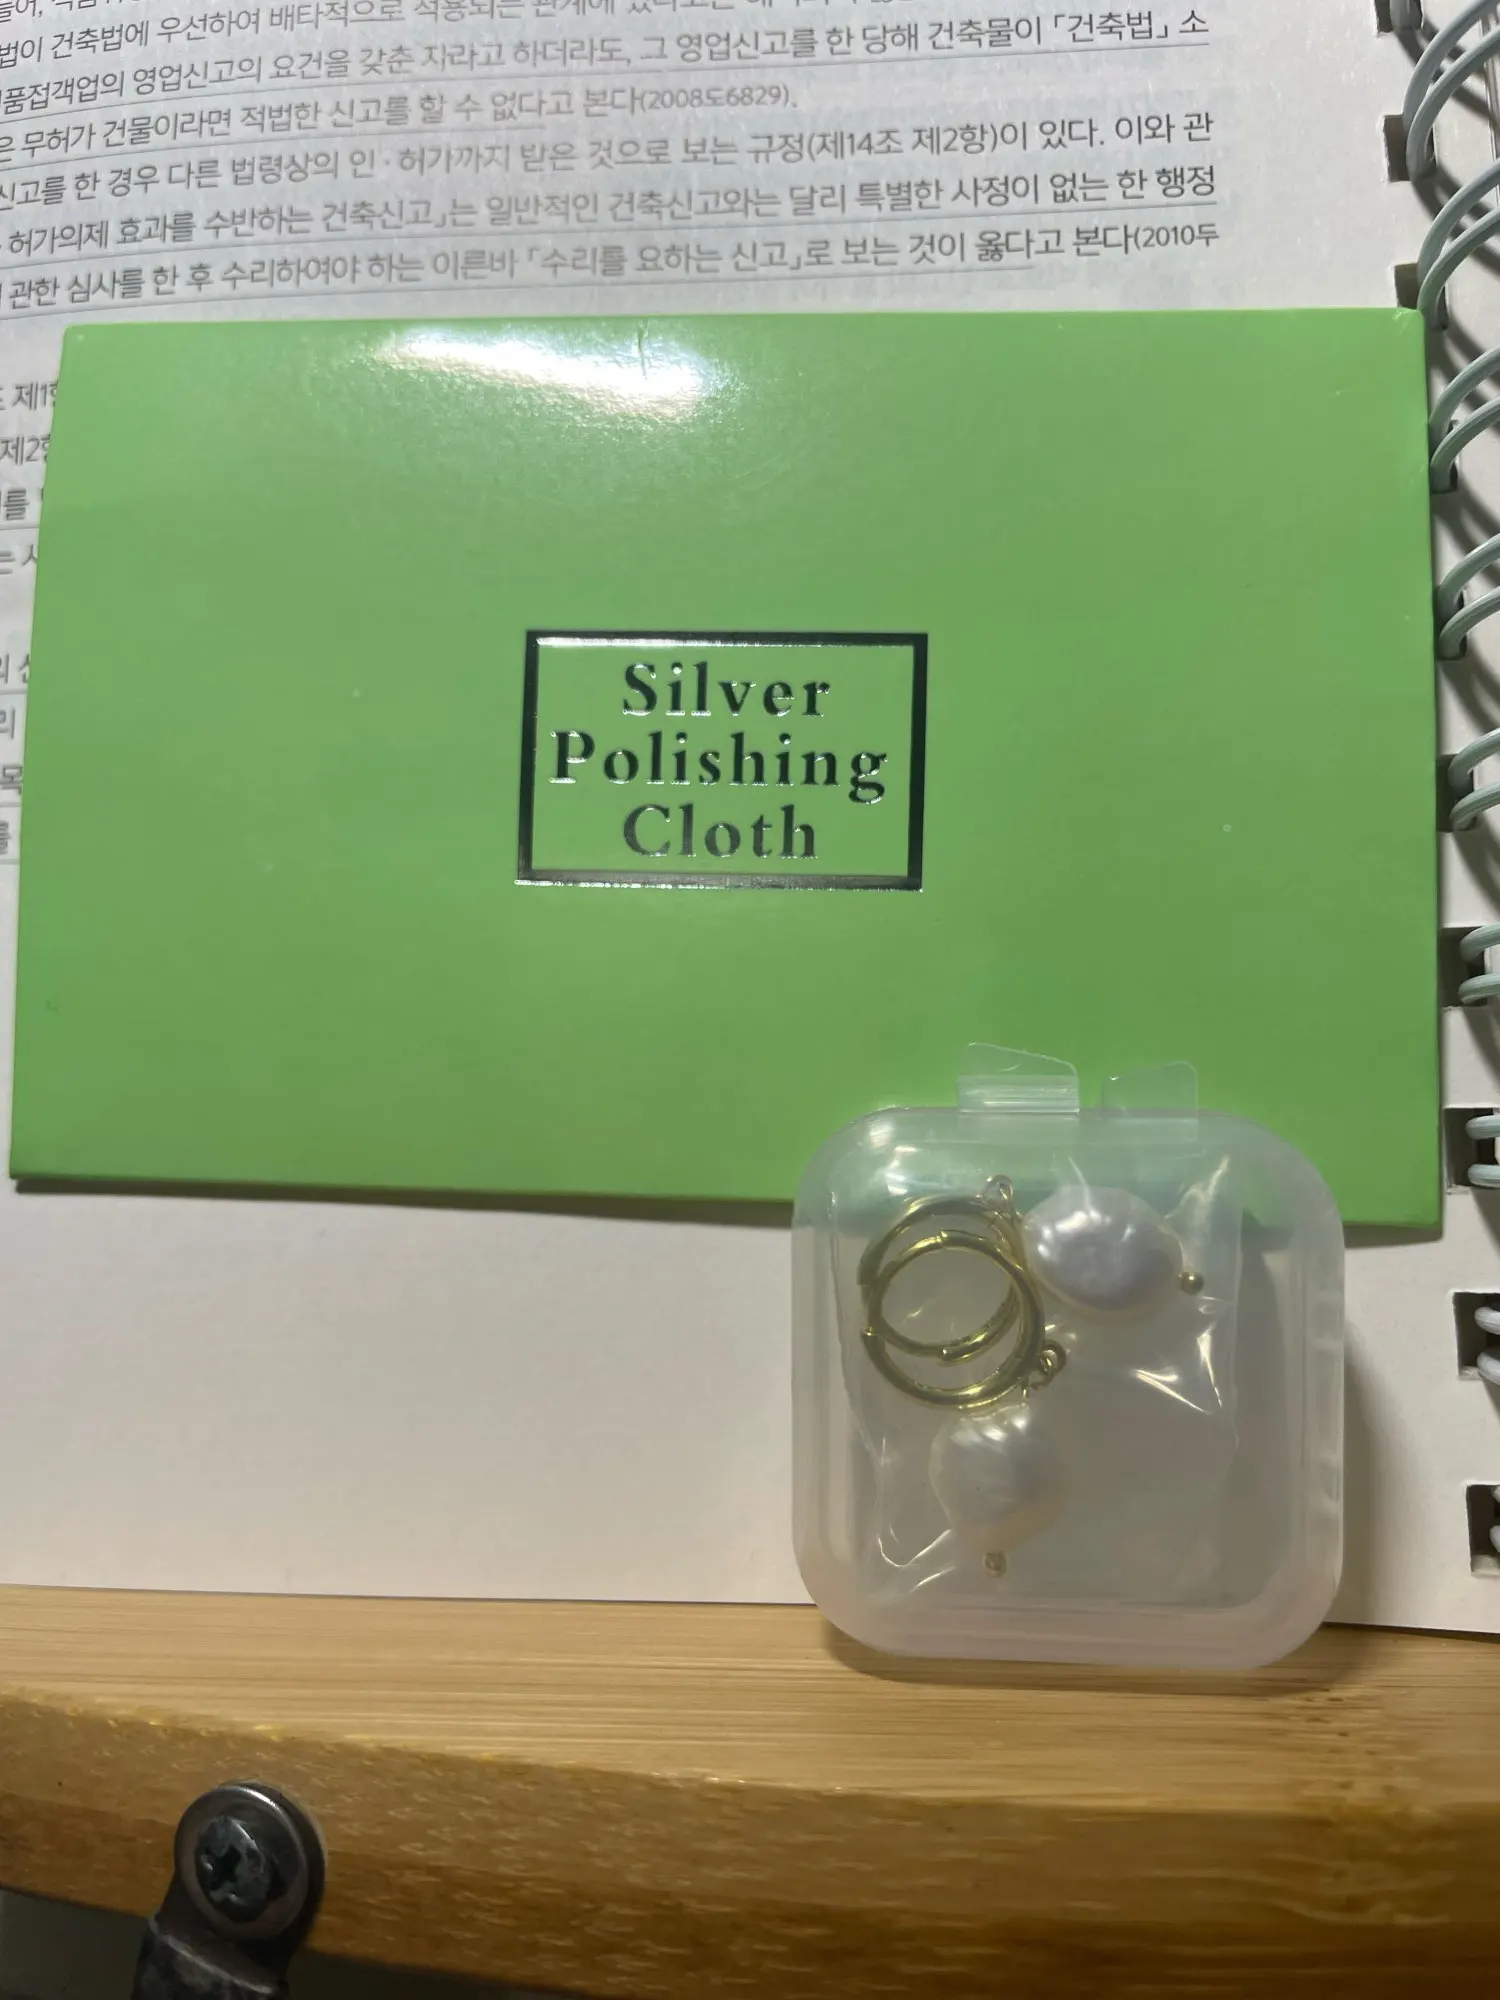 법이 건축법에 우선하여 배타적으로 적용되는 관계에
품접객업의 영업신고의 요건을 갖춘 자라고 하더라도, 그 영업신고를 한 당해 건축물이 「건축법」 소
은 무허가 건물이라면 적법한 신고를 할 수 없다고 본다(2008도6829).
신고를 한 경우 다른 법령상의 인·허가까지 받은 것으로 보는 규정(제14조 제2항)이 있다. 이와 관
허가의제 효과를 수반하는 건축신고」는 일반적인 건축신고와는 달리 특별한 사정이 없는 한 행정
관한 심사를 한 후 수리하여야 하는 이른바 「수리를 요하는 신고」로 보는 것이 옳다고 본다(2010두
제1항
제2항
를
는
리
Silver
Polishing
Cloth